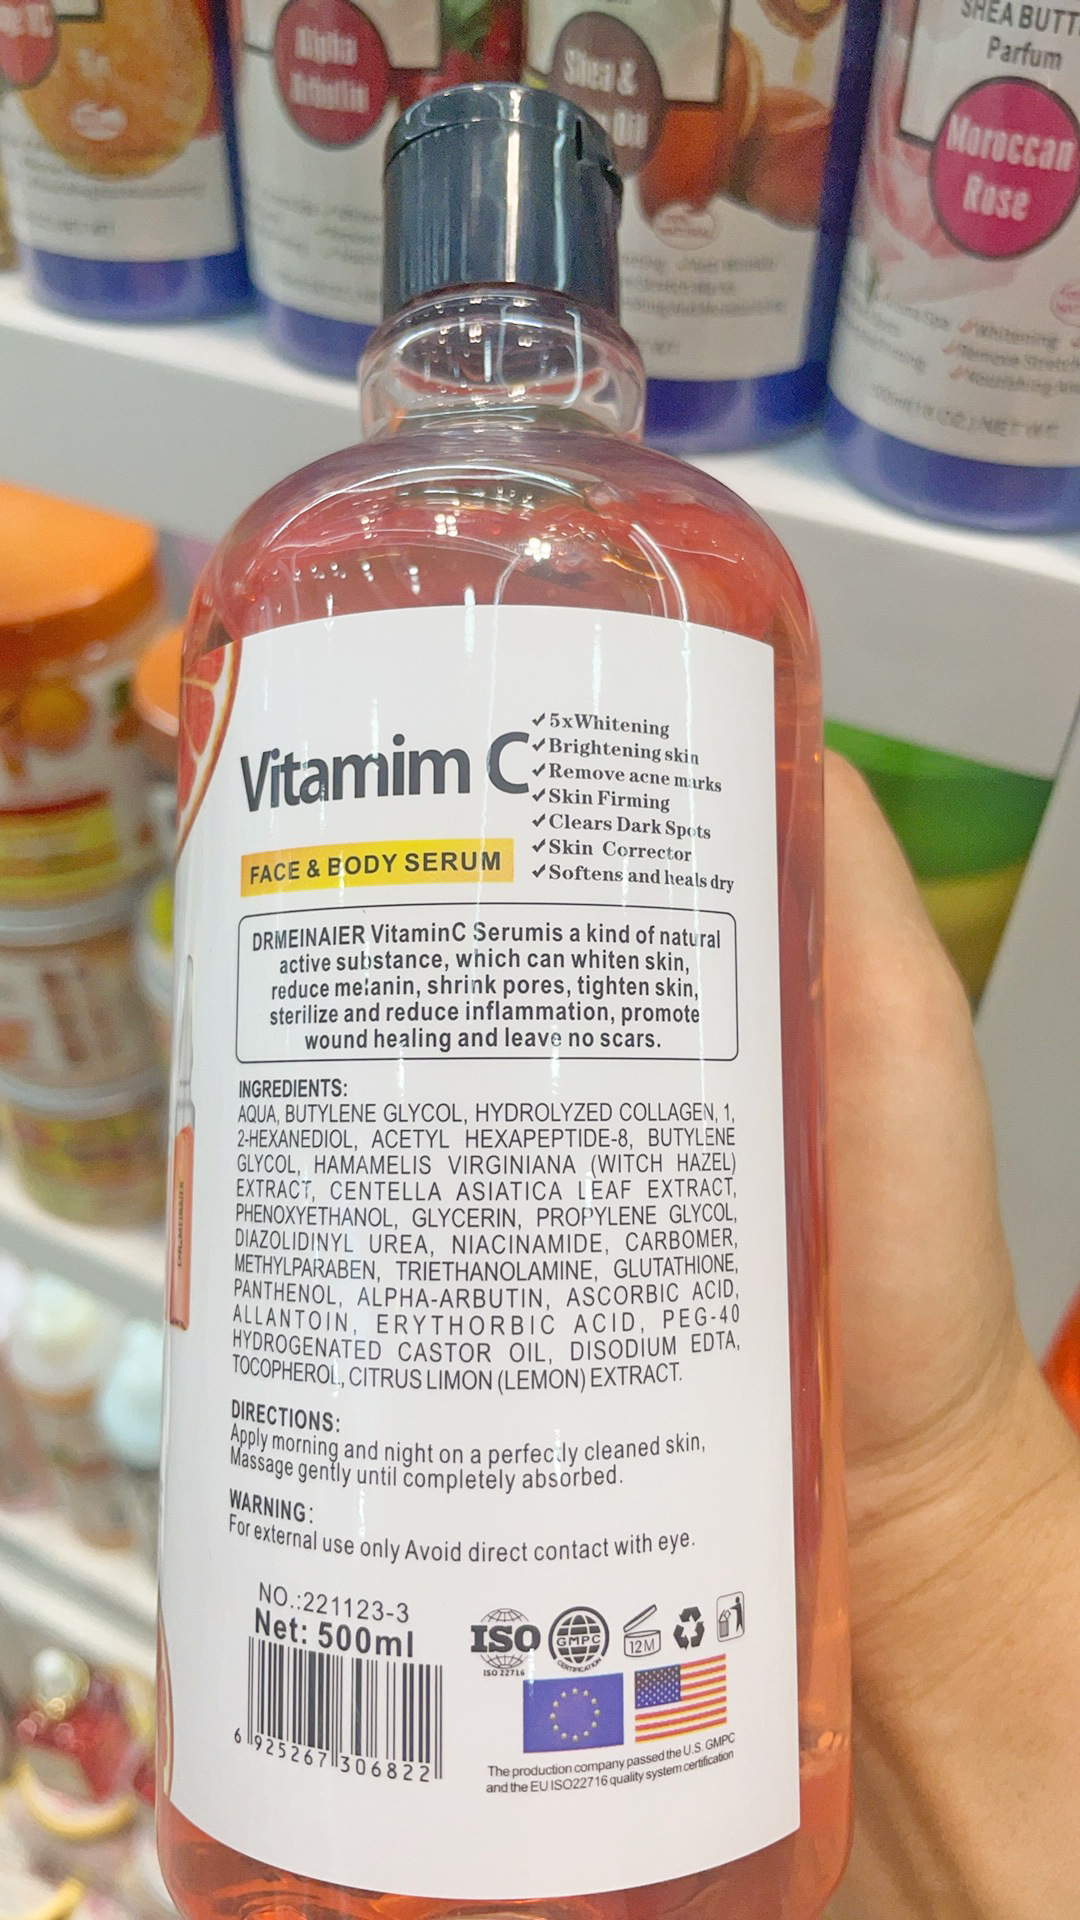 Alpha
Arbutin
Shea &
Oil
SHEA BUTT
Parfum
Moroccan
Rose
Whitening
Vitamim C
FACE & BODY SERUM
✓5xWhitening
✓Brightening skin
✓Remove acne marks
✓Skin Firming
✓Clears Dark Spots
✓Skin Corrector
✓Softens and heals dry
DRMEINAIER VitaminC Serumis a kind of natural
active substance, which can whiten skin,
reduce melanin, shrink pores, tighten skin,
sterilize and reduce inflammation, promote
wound healing and leave no scars.
INGREDIENTS:
AQUA, BUTYLENE GLYCOL, HYDROLYZED COLLAGEN, 1,
2-HEXANEDIOL, ACETYL HEXAPEPTIDE-8, BUTYLENE
GLYCOL, HAMAMELIS VIRGINIANA (WITCH HAZEL)
EXTRACT, CENTELLA ASIATICA LEAF EXTRACT,
PHENOXYETHANOL, GLYCERIN, PROPYLENE GLYCOL,
DIAZOLIDINYL UREA, NIACINAMIDE, CARBOMER,
METHYLPARABEN, TRIETHANOLAMINE, GLUTATHIONE,
PANTHENOL, ALPHA-ARBUTIN, ASCORBIC ACID,
ALLANTOIN, ERYTHORBIC ACID, PEG-40
HYDROGENATED CASTOR OIL, DISODIUM EDTA,
TOCOPHEROL, CITRUS LIMON (LEMON) EXTRACT.
DIRECTIONS:
Apply morning and night on a perfectly cleaned skin,
Massage gently until completely absorbed.
WARNING:
For external use only Avoid direct contact with eye.
NO.:221123-3
Net: 500ml
6 925267 306822
ISO
ISO 22716
GMPC
CERTIFICATION
12M
The production company passed the U.S. GMPC
and the EU ISO22716 quality system certification